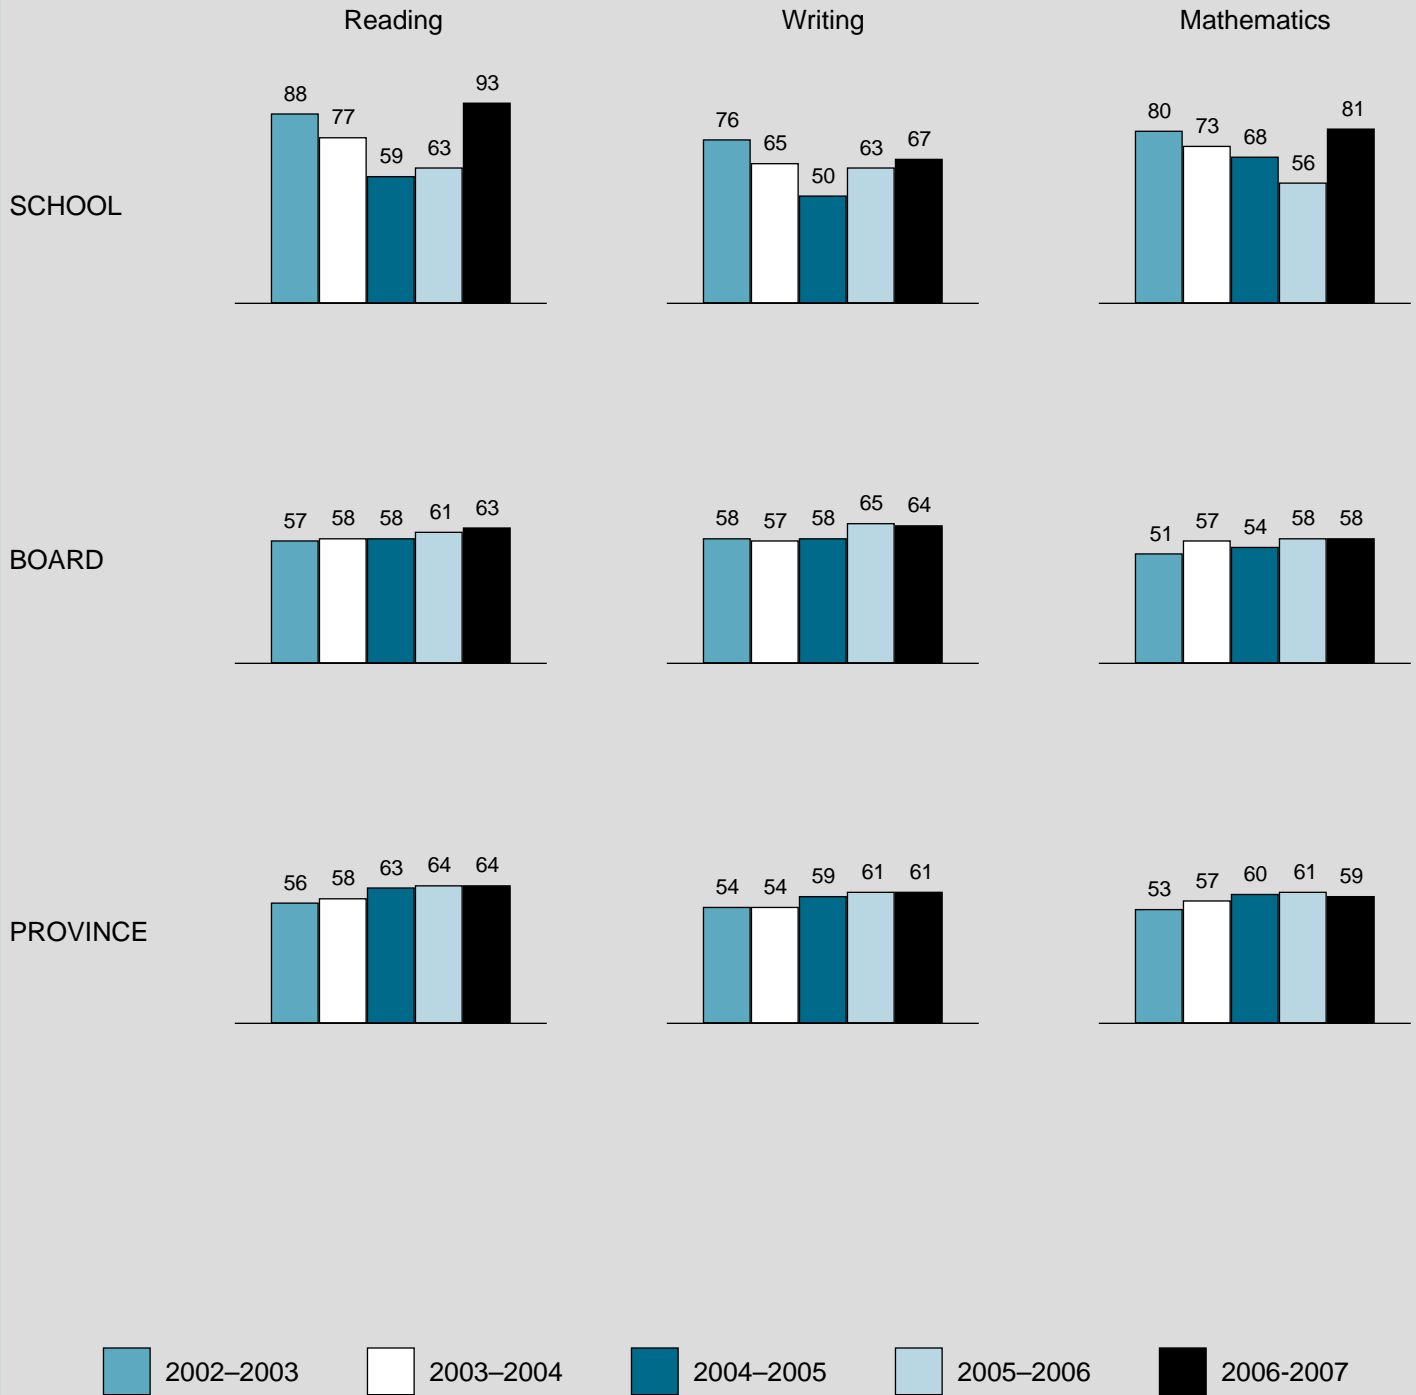 Reading Writing Mathematics
SCHOOL
88 77 59 63 93
76 65 50 63 67
80 73 68 56 81
BOARD
57 58 58 61 63
58 57 58 65 64
51 57 54 58 58
PROVINCE
56 58 63 64 64
54 54 59 61 61
53 57 60 61 59
2002–2003 2003–2004 2004–2005 2005–2006 2006-2007